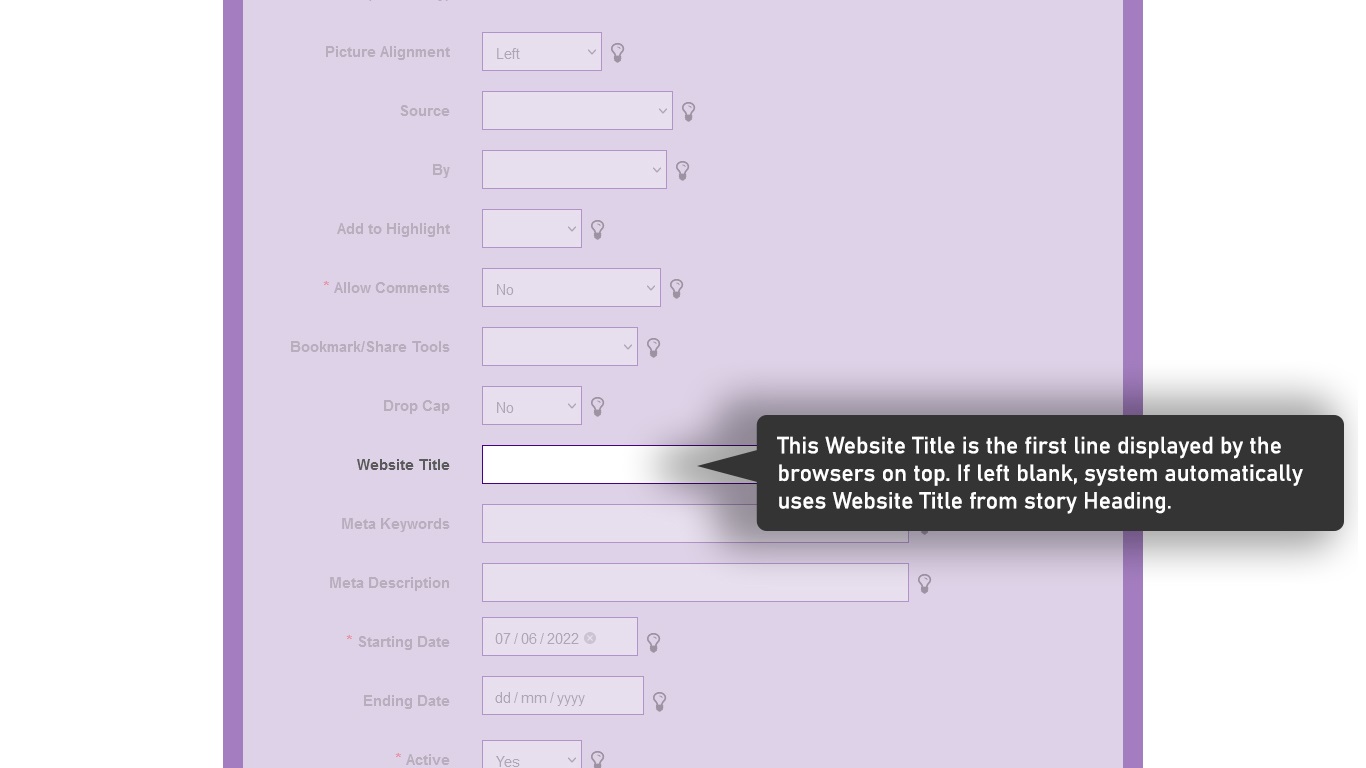 Picture Alignment Left
Source
By
Add to Highlight
* Allow Comments No
Bookmark/Share Tools
Drop Cap No
Website Title
This Website Title is the first line displayed by the
browsers on top. If left blank, system automatically
uses Website Title from story Heading.
Meta Keywords
Meta Description
* Starting Date 07 / 06 / 2022
Ending Date dd / mm / yyyy
* Active Yes